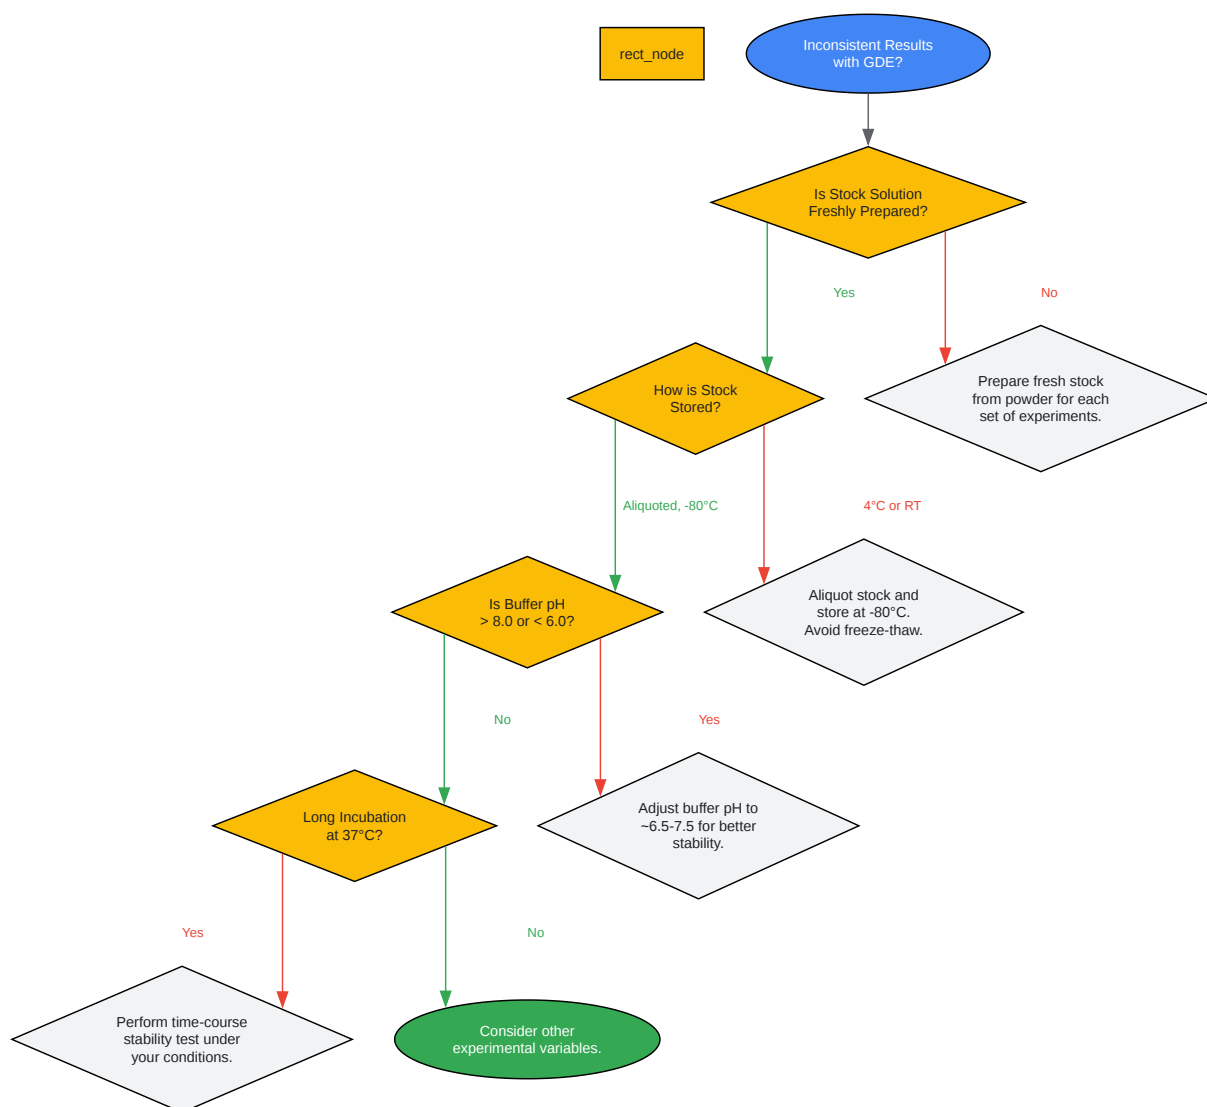 rect_node
Inconsistent Results
with GDE?
Is Stock Solution
Freshly Prepared?
Yes
No
How is Stock
Stored?
Prepare fresh stock
from powder for each
set of experiments.
Aliquoted, -80°C
4°C or RT
Is Buffer pH
> 8.0 or < 6.0?
Aliquot stock and
store at -80°C.
Avoid freeze-thaw.
No
Yes
Long Incubation
at 37°C?
Adjust buffer pH to
~6.5-7.5 for better
stability.
Yes
No
Perform time-course
stability test under
your conditions.
Consider other
experimental variables.